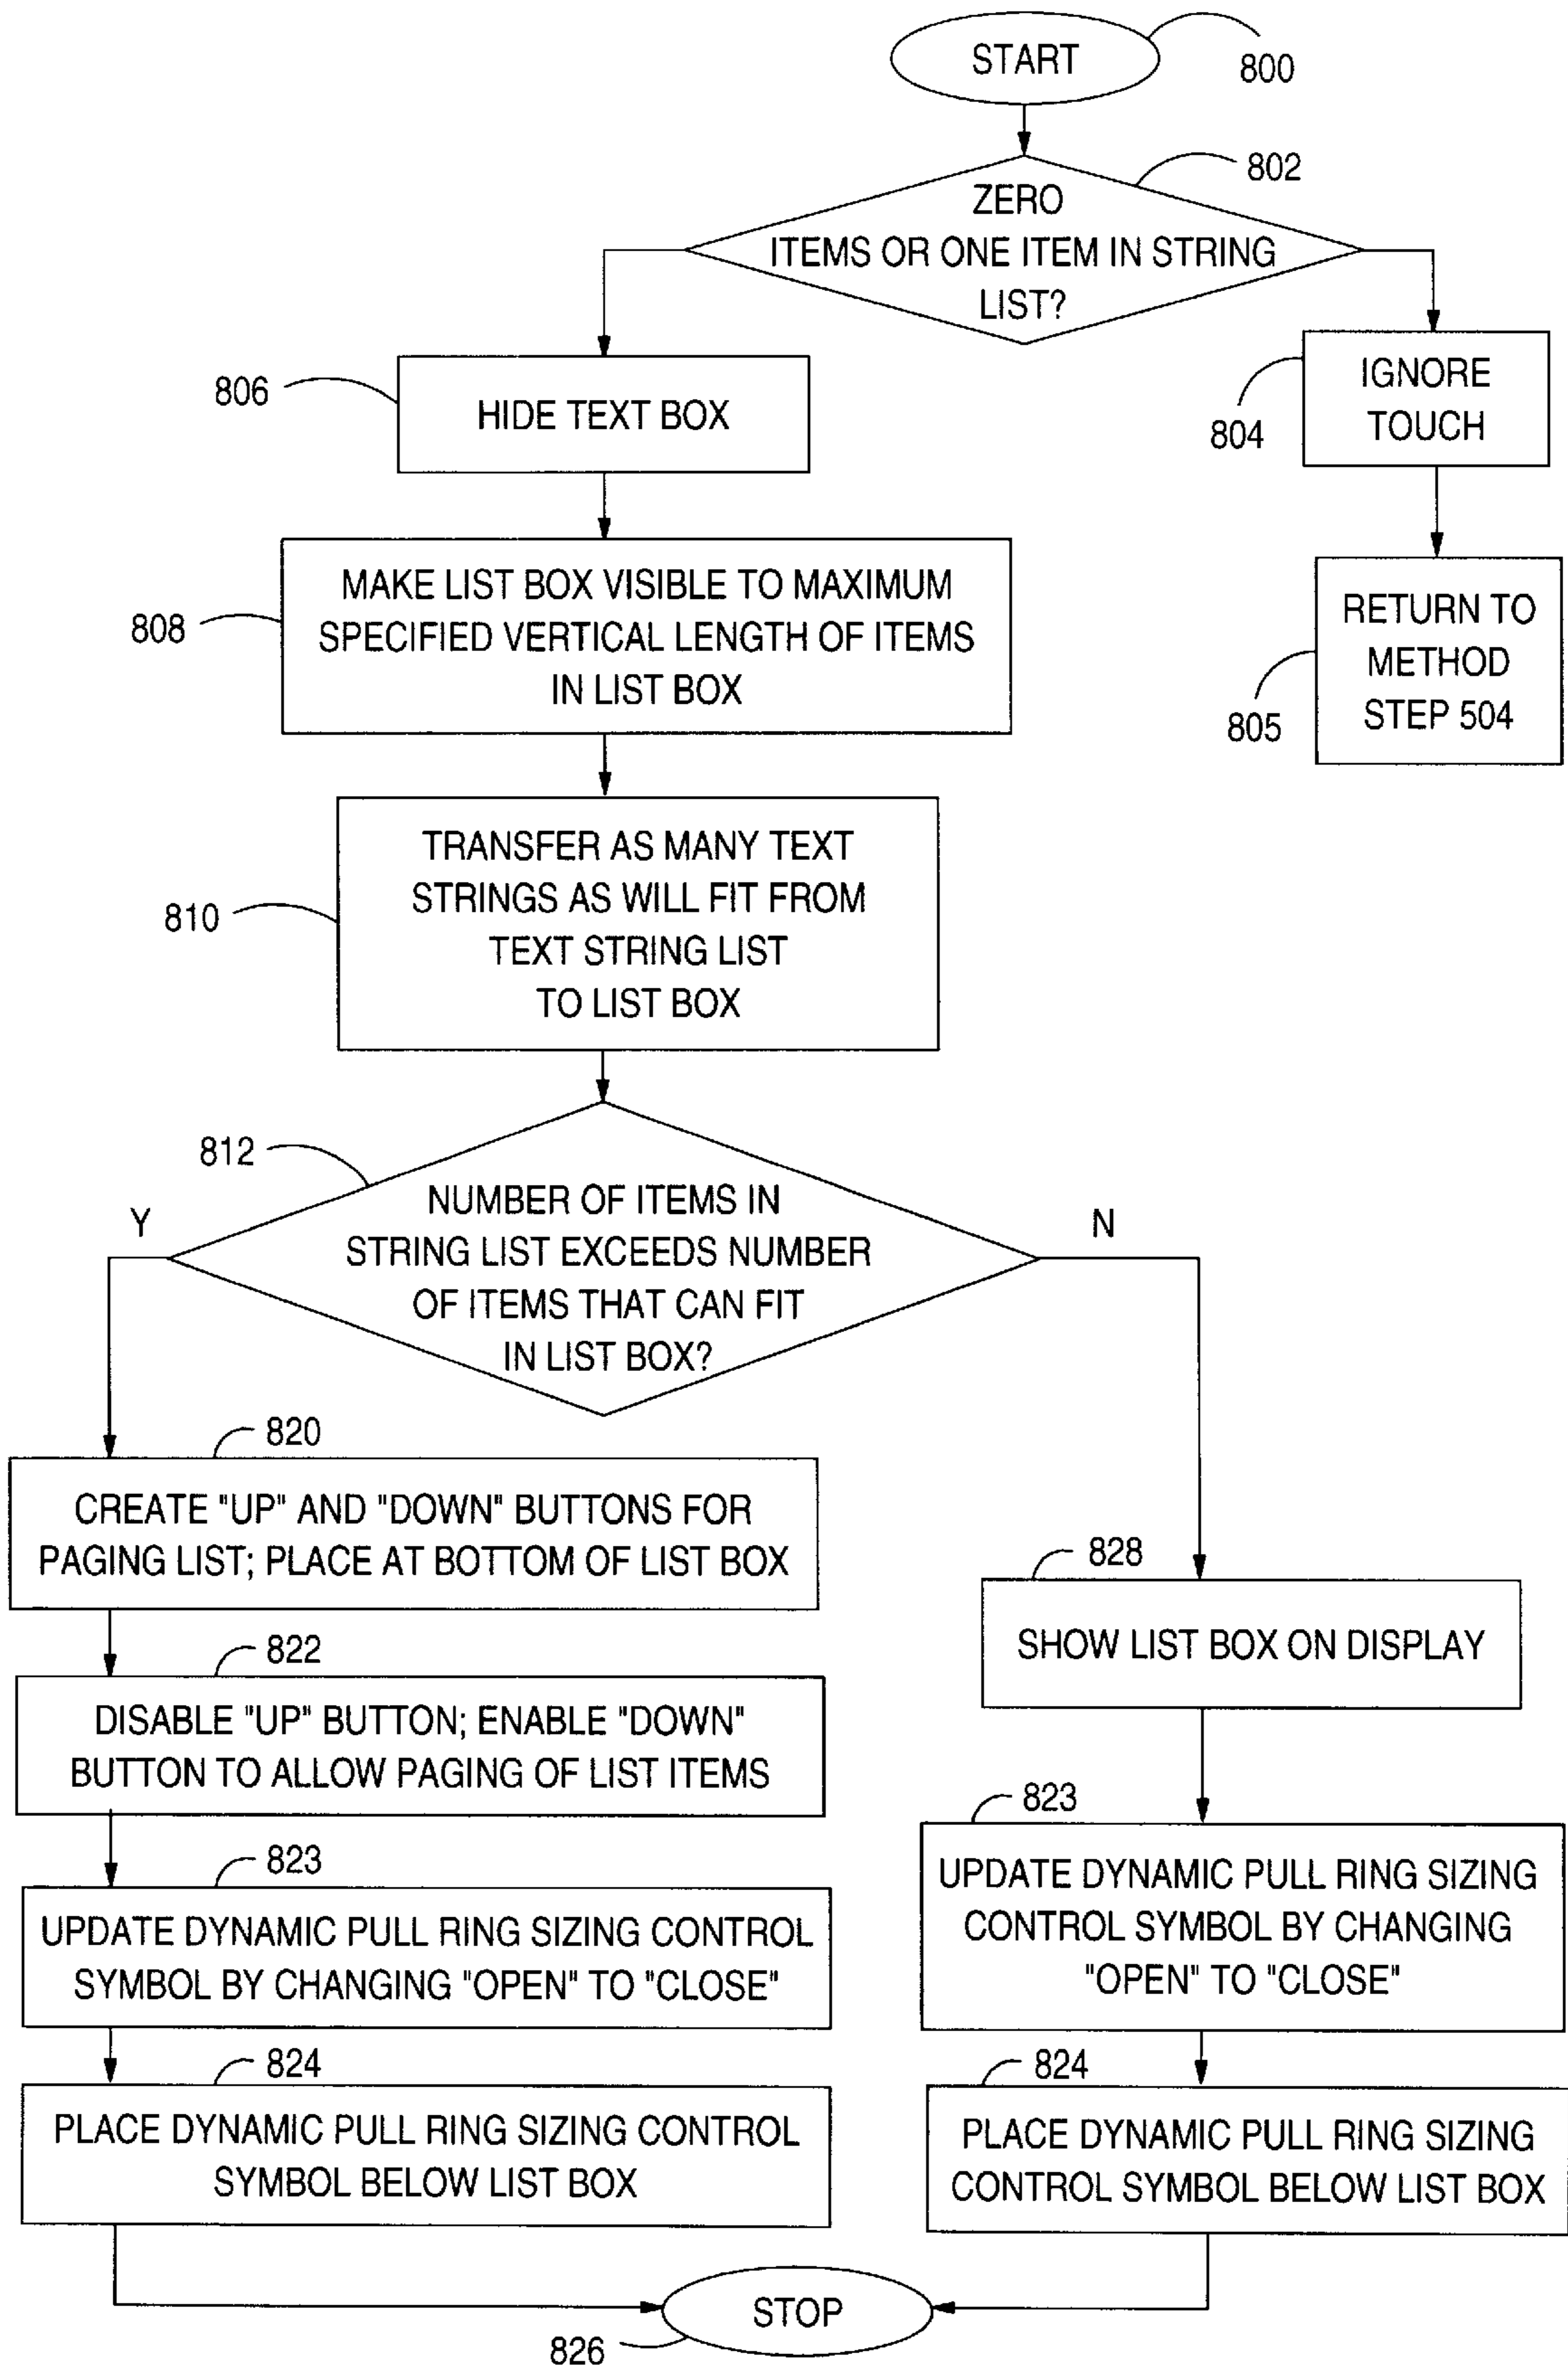 START
800
802
ZERO
ITEMS OR ONE ITEM IN STRING
LIST?
806
HIDE TEXT BOX
IGNORE
TOUCH
804
808
MAKE LIST BOX VISIBLE TO MAXIMUM
SPECIFIED VERTICAL LENGTH OF ITEMS
IN LIST BOX
RETURN TO
METHOD
STEP 504
805
810
TRANSFER AS MANY TEXT
STRINGS AS WILL FIT FROM
TEXT STRING LIST
TO LIST BOX
812
Y
NUMBER OF ITEMS IN
STRING LIST EXCEEDS NUMBER
OF ITEMS THAT CAN FIT
IN LIST BOX?
N
820
CREATE "UP" AND "DOWN" BUTTONS FOR
PAGING LIST; PLACE AT BOTTOM OF LIST BOX
822
DISABLE "UP" BUTTON; ENABLE "DOWN"
BUTTON TO ALLOW PAGING OF LIST ITEMS
823
UPDATE DYNAMIC PULL RING SIZING CONTROL
SYMBOL BY CHANGING "OPEN" TO "CLOSE"
824
PLACE DYNAMIC PULL RING SIZING CONTROL
SYMBOL BELOW LIST BOX
828
SHOW LIST BOX ON DISPLAY
823
UPDATE DYNAMIC PULL RING SIZING
CONTROL SYMBOL BY CHANGING
"OPEN" TO "CLOSE"
824
PLACE DYNAMIC PULL RING SIZING
CONTROL SYMBOL BELOW LIST BOX
STOP
826